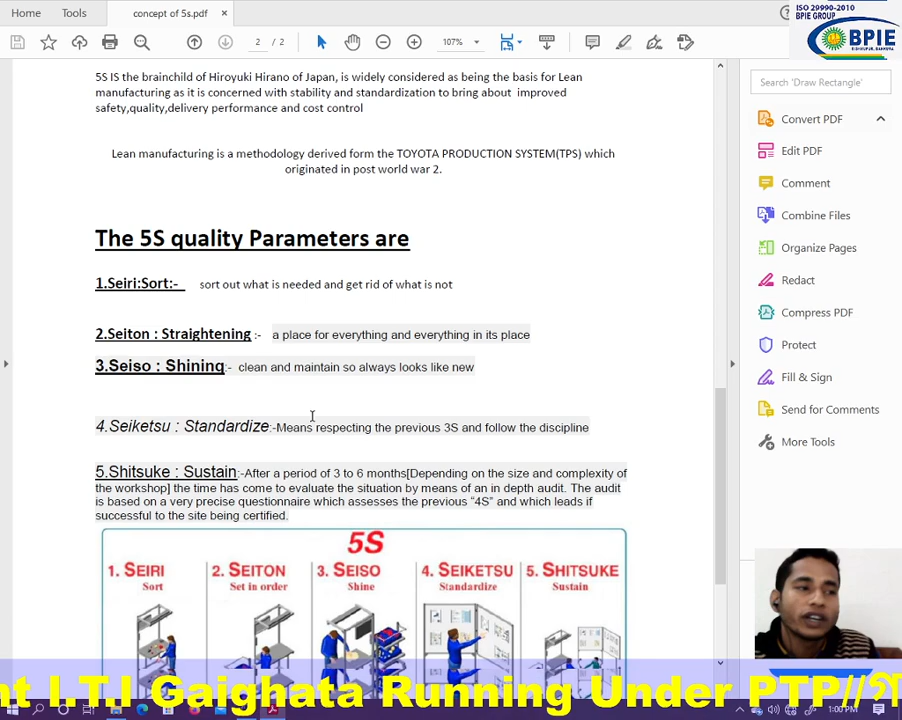 Home Tools concept of 5s.pdf ×
ISO 29990-2010
BPIE GROUP
BPIE
2 / 2 107%
Search 'Draw Rectangle'
Convert PDF
Edit PDF
Comment
Combine Files
Organize Pages
Redact
Compress PDF
Protect
Fill & Sign
Send for Comments
More Tools
5S IS the brainchild of Hiroyuki Hirano of Japan, is widely considered as being the basis for Lean
manufacturing as it is concerned with stability and standardization to bring about improved
safety,quality,delivery performance and cost control
Lean manufacturing is a methodology derived form the TOYOTA PRODUCTION SYSTEM(TPS) which
originated in post world war 2.
The 5S quality Parameters are
1.Seiri:Sort:- sort out what is needed and get rid of what is not
2.Seiton : Straightening :- a place for everything and everything in its place
3.Seiso : Shining:- clean and maintain so always looks like new
4.Seiketsu : Standardize:-Means respecting the previous 3S and follow the discipline
5.Shitsuke : Sustain:-After a period of 3 to 6 months[Depending on the size and complexity of
the workshop] the time has come to evaluate the situation by means of an in depth audit. The audit
is based on a very precise questionnaire which assesses the previous “4S” and which leads if
successful to the site being certified.
5S
1. SEIRI 2. SEITON 3. SEISO 4. SEIKETSU 5. SHITSUKE
Sort Set in order Shine Standardize Sustain
nt I.T.I Gaighata Running Under PTP//
1:00 PM